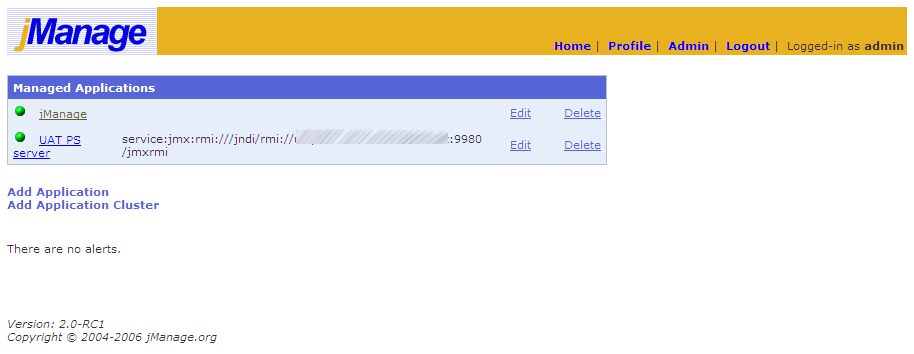 jManage
Home | Profile | Admin | Logout | Logged-in as admin
Managed Applications
jManage Edit Delete
UAT PS server service:jmx:rmi:///jndi/rmi:// :9980 /jmxrmi Edit Delete
Add Application
Add Application Cluster
There are no alerts.
Version: 2.0-RC1
Copyright © 2004-2006 jManage.org